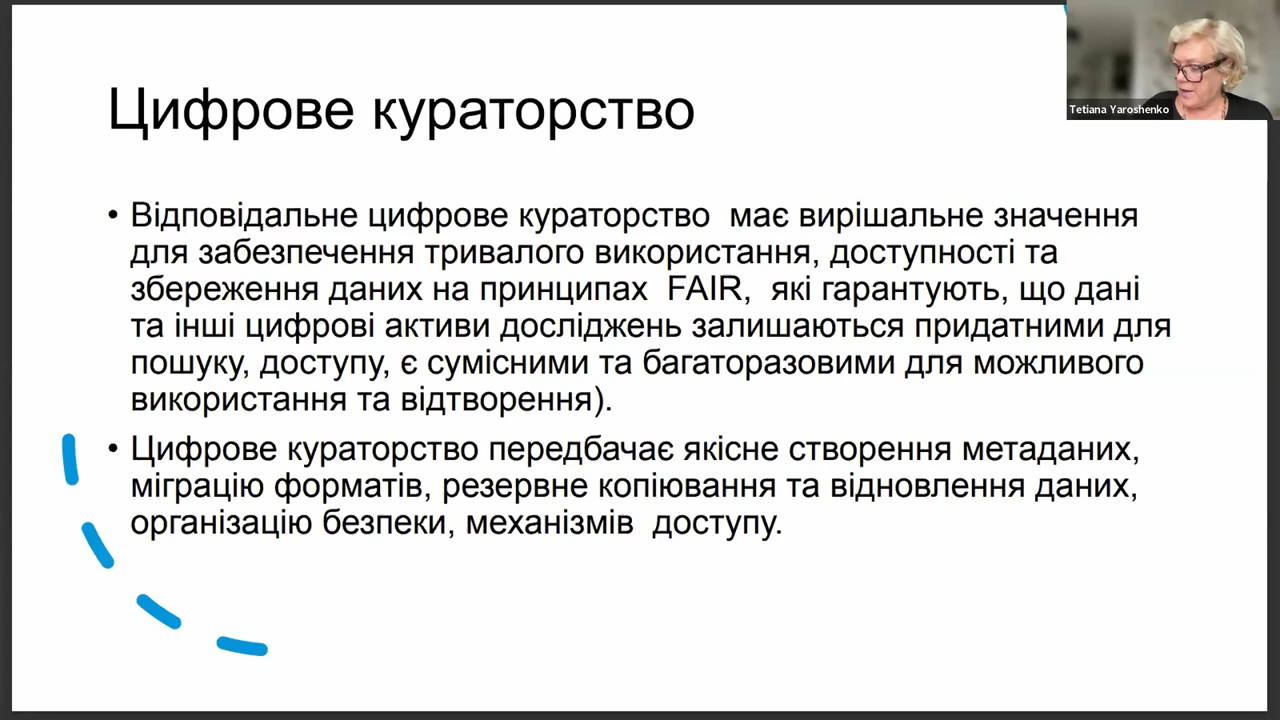 Цифрове кураторство
Tetiana Yaroshenko
• Відповідальне цифрове кураторство  має вирішальне значення
для забезпечення тривалого використання, доступності та
збереження даних на принципах  FAIR,  які гарантують, що дані
та інші цифрові активи досліджень залишаються придатними для
пошуку, доступу, є сумісними та багаторазовими для можливого
використання та відтворення).
• Цифрове кураторство передбачає якісне створення метаданих,
міграцію форматів, резервне копіювання та відновлення даних,
організацію безпеки, механізмів  доступу.